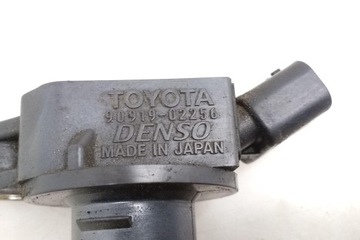 TOYOTA
90919-02256
DENSO
MADE IN JAPAN